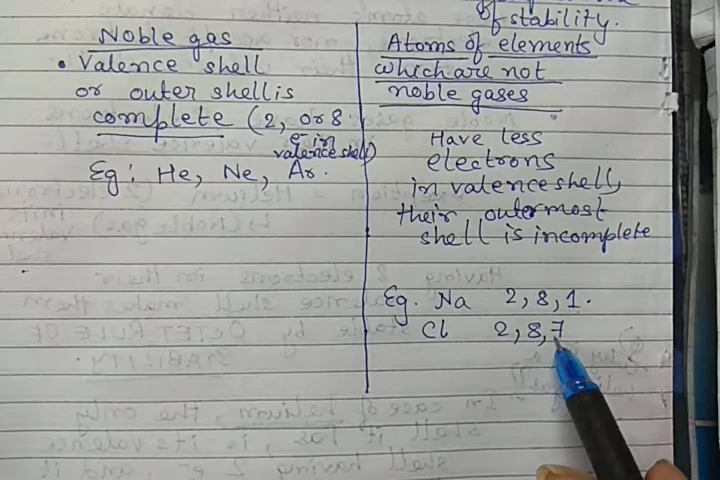 of stability.
Noble gas
• Valence shell
or outer shell is
complete (2, or 8
e- in
valence shell)
Eg: He, Ne, Ar.
Atoms of elements
which are not
noble gases
Have less
electrons
in valence shell,
their outermost
shell is incomplete
Eg. Na 2, 8, 1.
Cl 2, 8, 7